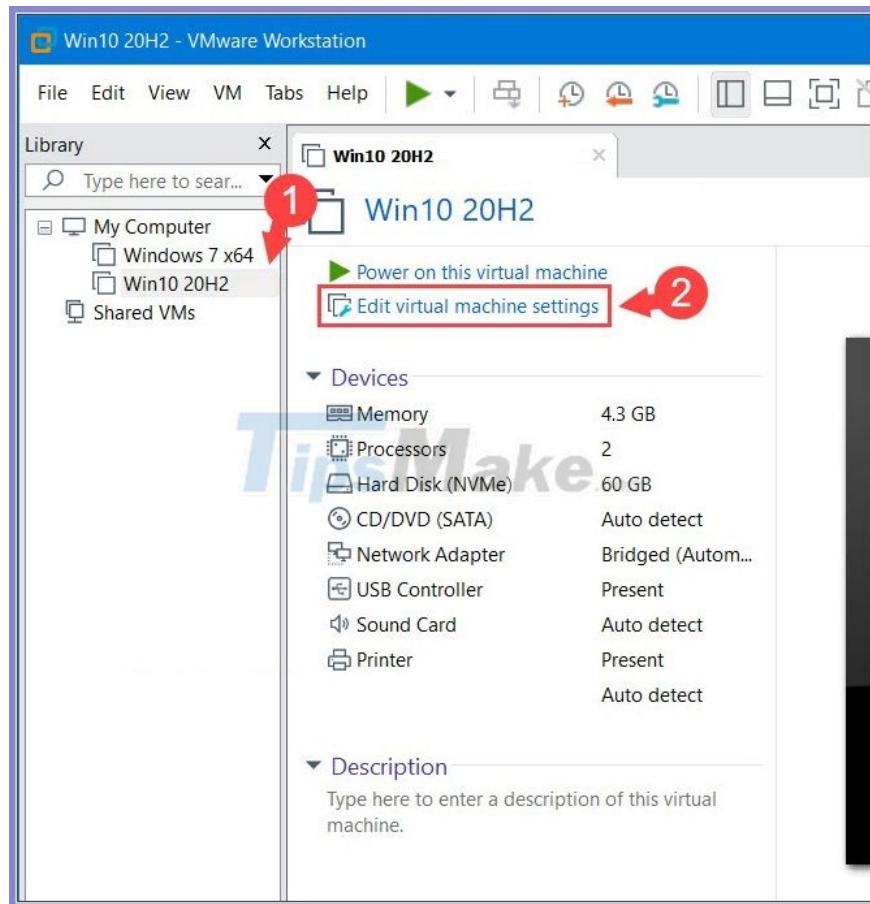 Win10 20H2 - VMware Workstation
File Edit View VM Tabs Help
Library X
Type here to sear...
My Computer
Windows 7 x64
Win10 20H2
Shared VMs
1
Win10 20H2
Win10 20H2
Power on this virtual machine
Edit virtual machine settings
2
Devices
Memory 4.3 GB
Processors 2
Hard Disk (NVMe) 60 GB
CD/DVD (SATA) Auto detect
Network Adapter Bridged (Autom...
USB Controller Present
Sound Card Auto detect
Printer Present
Auto detect
Description
Type here to enter a description of this virtual
machine.
TipsMake